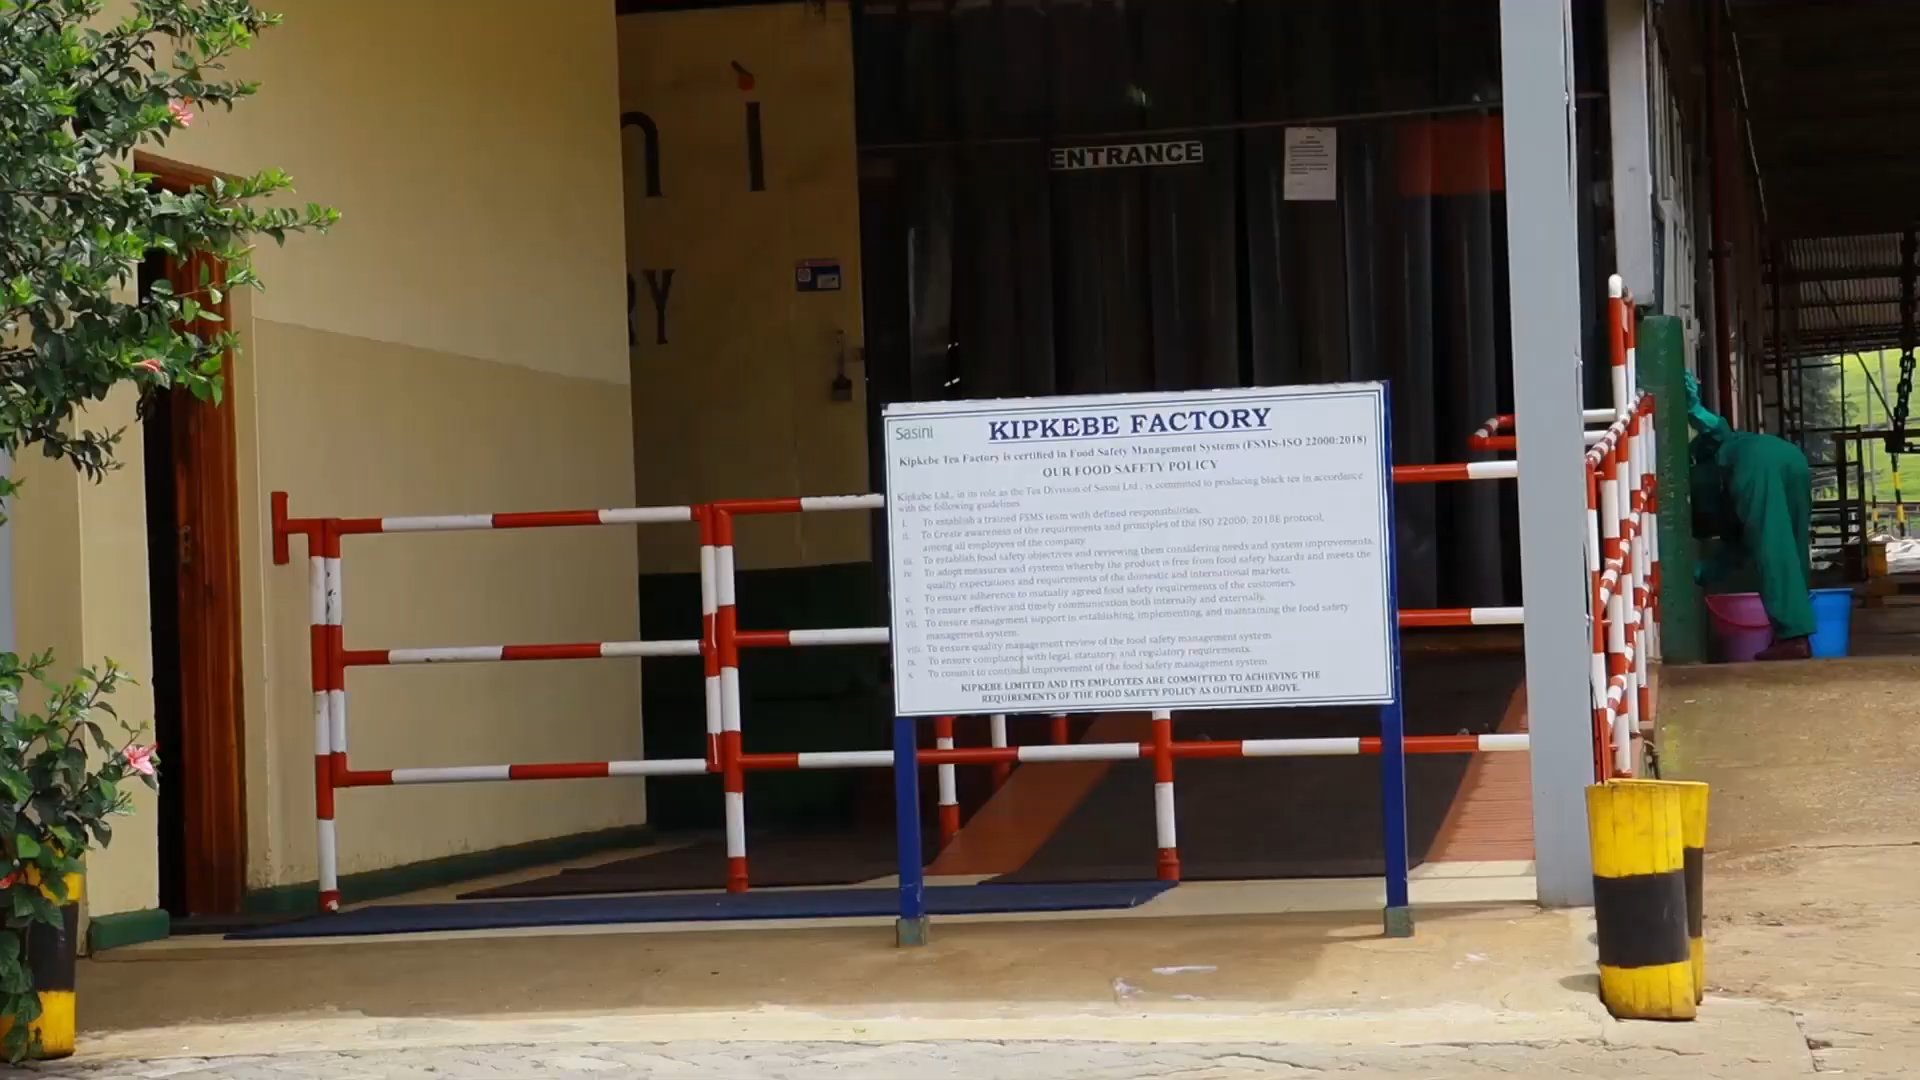 n i
RY
ENTRANCE
Sasini
KIPKEBE FACTORY
Kipkebe Tea Factory is certified in Food Safety Management Systems (FSMS-ISO 22000:2018)
OUR FOOD SAFETY POLICY
Kipkebe Ltd., in its role as the Tea Division of Sasini Ltd., is committed to producing black tea in accordance
with the following guidelines
i. To establish a trained FSMS team with defined responsibilities.
ii. To Create awareness of the requirements and principles of the ISO 22000: 2018E protocol,
among all employees of the company
iii. To establish food safety objectives and reviewing them considering needs and system improvements.
iv. To adopt measures and systems whereby the product is free from food safety hazards and meets the
quality expectations and requirements of the domestic and international markets.
v. To ensure adherence to mutually agreed food safety requirements of the customers.
vi. To ensure effective and timely communication both internally and externally.
vii. To ensure management support in establishing, implementing, and maintaining the food safety
management system.
viii. To ensure quality management review of the food safety management system
ix. To ensure compliance with legal, statutory, and regulatory requirements.
x. To commit to continual improvement of the food safety management system
KIPKEBE LIMITED AND ITS EMPLOYEES ARE COMMITTED TO ACHIEVING THE
REQUIREMENTS OF THE FOOD SAFETY POLICY AS OUTLINED ABOVE.